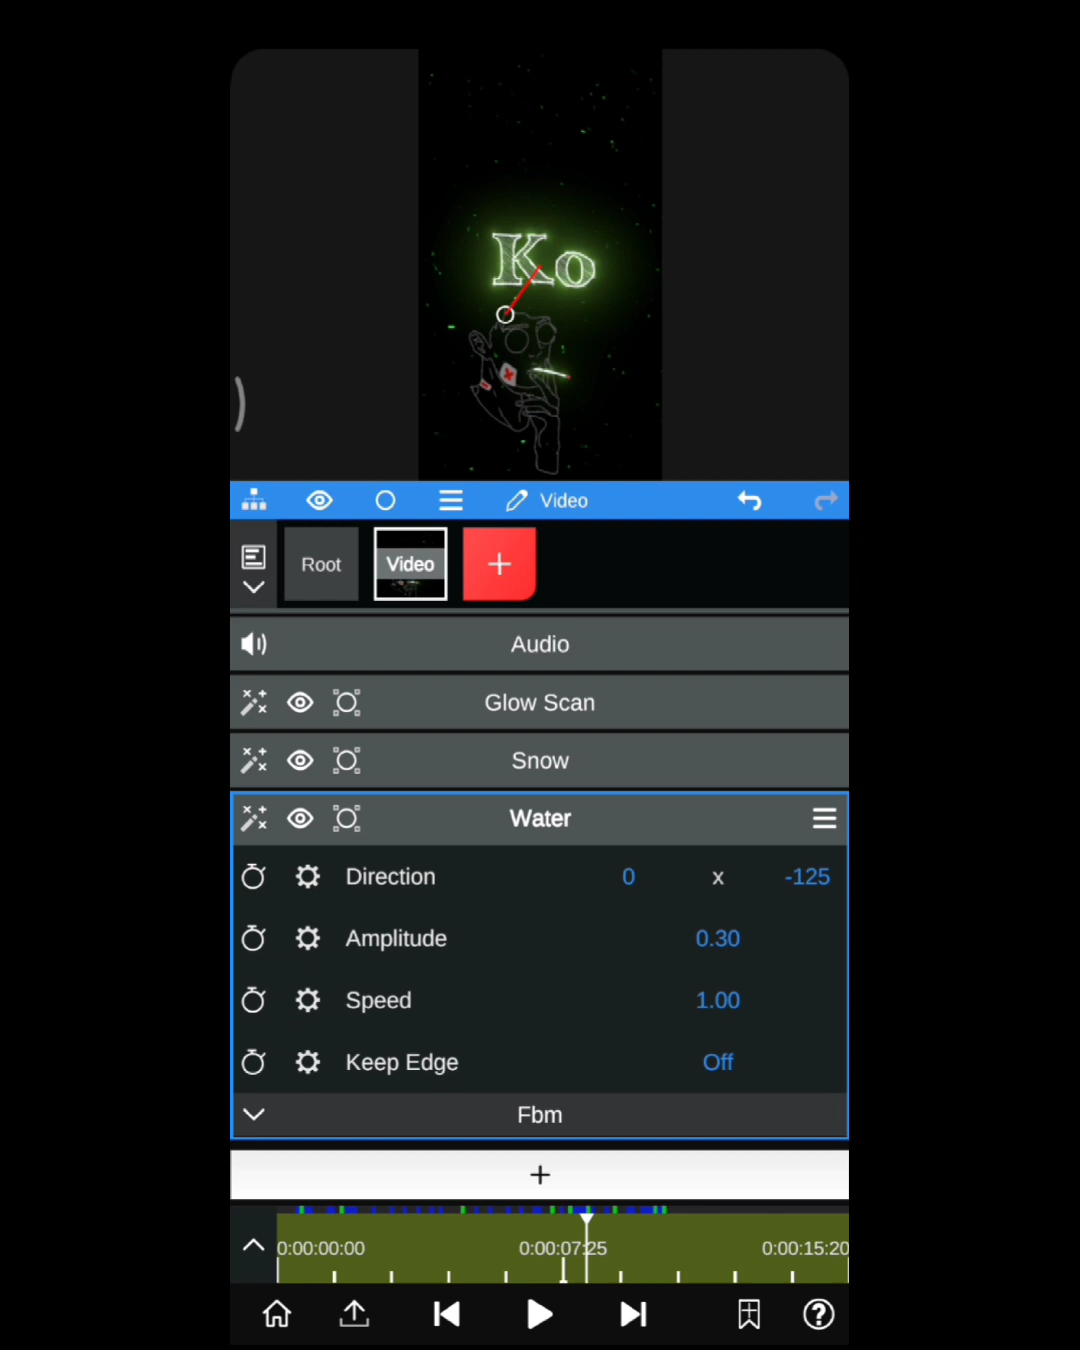 Ko
Video
Root
Video
+
Audio
Glow Scan
Snow
Water
Direction 0 x -125
Amplitude 0.30
Speed 1.00
Keep Edge Off
Fbm
+
0:00:00:00 0:00:07:25 0:00:15:20